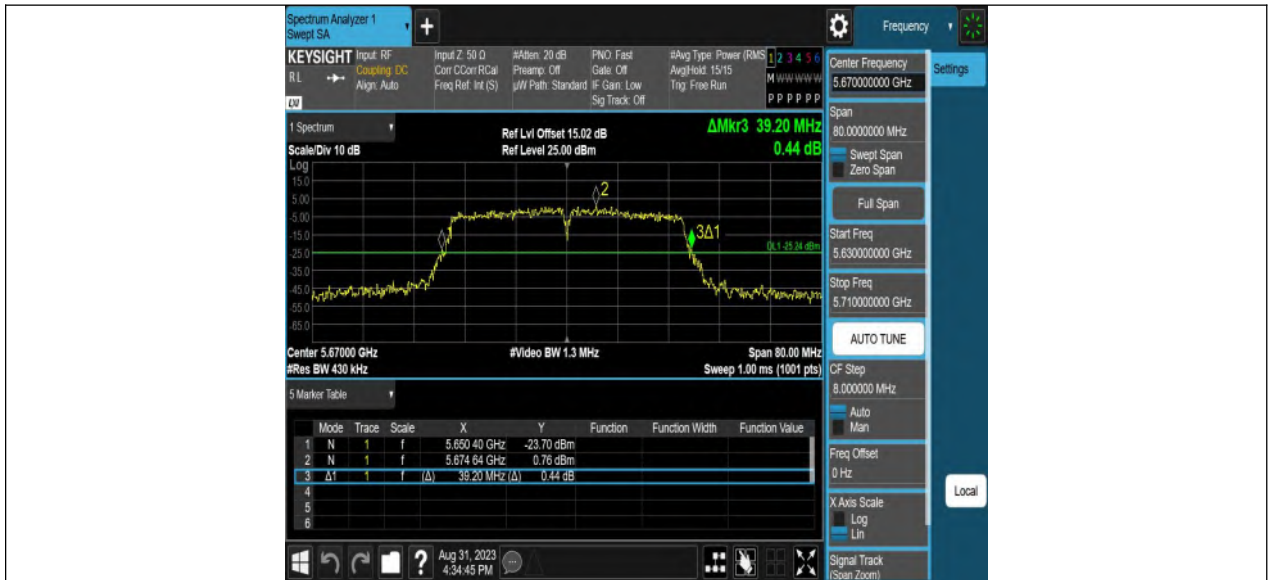 Spectrum Analyzer 1
Swept SA
+
Frequency
KEYSIGHT
RL
LXI
Input: RF
Coupling: DC
Align: Auto
Input Z: 50 Ω
Corr CCorr RCal
Freq Ref: Int (S)
#Atten: 20 dB
Preamp: Off
µW Path: Standard
PNO: Fast
Gate: Off
IF Gain: Low
Sig Track: Off
#Avg Type: Power (RMS
Avg|Hold: 15/15
Trig: Free Run
1 2 3 4 5 6
M W W W W W
P P P P P P
1 Spectrum
Scale/Div 10 dB
Ref Lvl Offset 15.02 dB
Ref Level 25.00 dBm
ΔMkr3 39.20 MHz
0.44 dB
Log
15.0
5.00
-5.00
-15.0
-25.0
-35.0
-45.0
-55.0
-65.0
1
2
3Δ1
DL1 -25.24 dBm
Center 5.67000 GHz
#Res BW 430 kHz
#Video BW 1.3 MHz
Span 80.00 MHz
Sweep 1.00 ms (1001 pts)
5 Marker Table
Mode Trace Scale X Y Function Function Width Function Value
1 N 1 f 5.650 40 GHz -23.70 dBm
2 N 1 f 5.674 64 GHz 0.76 dBm
3 Δ1 1 f (Δ) 39.20 MHz (Δ) 0.44 dB
4
5
6
?
Aug 31, 2023
4:34:45 PM
Center Frequency
5.670000000 GHz
Settings
Span
80.0000000 MHz
Swept Span
Zero Span
Full Span
Start Freq
5.630000000 GHz
Stop Freq
5.710000000 GHz
AUTO TUNE
CF Step
8.000000 MHz
Auto
Man
Freq Offset
0 Hz
X Axis Scale
Log
Lin
Local
Signal Track
(Span Zoom)